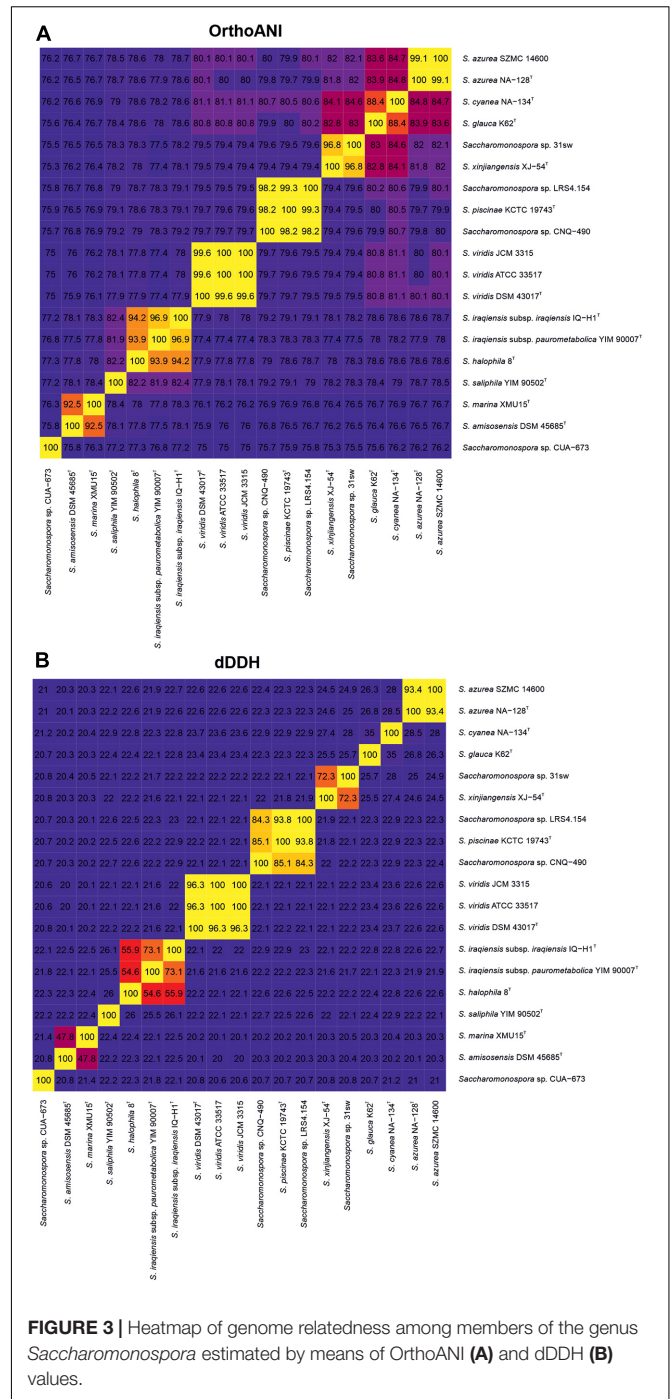 A
OrthoANI
76.2 76.7 76.7 78.5 78.6 78 78.7 80.1 80.1 80.1 80 79.9 80.1 82 82.1 83.6 84.7 99.1 100 S. azurea SZMC 14600
76.2 76.5 76.7 78.7 78.6 77.9 78.6 80.1 80 80 79.8 79.9 79.9 81.8 82 83.9 84.8 100 99.1 S. azurea NA−128ᵀ
76.2 76.6 76.9 79 78.6 78.2 78.6 81.1 81.1 81.1 80.7 80.5 80.6 84.1 84.6 88.4 100 84.8 84.7 S. cyanea NA−134ᵀ
75.6 76.4 76.5 78.4 78.6 78 78.6 80.8 80.8 80.8 79.9 80 80.2 82.8 83 100 88.4 83.9 83.6 S. glauca K62ᵀ
75.5 76.5 76.5 78.3 78.3 77.5 78.2 79.5 79.4 79.4 79.6 79.5 79.6 96.8 100 83 84.6 82 82.1 Saccharomonospora sp. 31sw
75.3 76.2 76.4 78.2 78 77.4 78.1 79.5 79.4 79.4 79.4 79.4 79.4 100 96.8 82.8 84.1 81.8 82 S. xinjiangensis XJ−54ᵀ
75.8 76.7 76.8 79 78.7 78.3 79.1 79.5 79.5 79.5 98.2 99.3 100 79.4 79.6 80.2 80.6 79.9 80.1 Saccharomonospora sp. LRS4.154
75.9 76.5 76.9 79.1 78.6 78.3 79.1 79.6 79.6 79.6 98.2 100 99.3 79.4 79.5 80 80.5 79.7 79.9 S. piscinae KCTC 19743ᵀ
75.7 76.8 76.9 79.2 79 78.3 79.2 79.7 79.7 79.7 100 98.2 98.2 79.4 79.5 79.9 80.7 79.8 80 Saccharomonospora sp. CNQ−490
75 76 76.2 78.1 77.8 77.4 78 99.6 100 100 79.7 79.6 79.5 79.4 79.4 80.8 81.1 80 80.1 S. viridis JCM 3315
75 76 76.2 78.1 77.8 77.4 78 99.6 100 100 79.7 79.6 79.5 79.4 79.4 80.8 81.1 80 80.1 S. viridis ATCC 33517
75 75.9 76.1 77.9 77.9 77.4 77.9 100 99.6 99.6 79.7 79.6 79.5 79.5 79.5 80.8 81.1 80.1 80.1 S. viridis DSM 43017ᵀ
77.2 78.1 78.3 82.4 94.2 96.9 100 77.9 78 78 79.2 79.1 79.1 78.1 78.2 78.6 78.6 78.6 78.7 S. iraqiensis subsp. iraqiensis IQ−H1ᵀ
76.8 77.5 77.8 81.9 93.9 100 96.9 77.4 77.4 77.4 78.3 78.3 78.3 77.4 77.5 78 78.2 77.9 78 S. iraqiensis subsp. paurometabolica YIM 90007ᵀ
77.3 77.8 78 82.2 100 93.9 94.2 77.9 77.8 77.8 79 78.6 78.7 78 78.3 78.6 78.6 78.6 78.6 S. halophila 8ᵀ
77.2 78.1 78.4 100 82.2 81.9 82.4 77.9 78.1 78.1 79.2 79.1 79 78.2 78.3 78.4 79 78.7 78.5 S. saliphila YIM 90502ᵀ
76.3 92.5 100 78.4 78 77.8 78.3 76.1 76.2 76.2 76.9 76.9 76.8 76.4 76.5 76.5 76.9 76.7 76.7 S. marina XMU15ᵀ
75.8 100 92.5 78.1 77.8 77.5 78.1 75.9 76 76 76.8 76.5 76.7 76.2 76.5 76.4 76.6 76.5 76.7 S. amisosensis DSM 45685ᵀ
100 75.8 76.3 77.2 77.3 76.8 77.2 75 75 75 75.7 75.9 75.8 75.3 75.5 75.6 76.2 76.2 76.2 Saccharomonospora sp. CUA−673
Saccharomonospora sp. CUA−673
S. amisosensis DSM 45685ᵀ
S. marina XMU15ᵀ
S. saliphila YIM 90502ᵀ
S. halophila 8ᵀ
S. iraqiensis subsp. paurometabolica YIM 90007ᵀ
S. iraqiensis subsp. iraqiensis IQ−H1ᵀ
S. viridis DSM 43017ᵀ
S. viridis ATCC 33517
S. viridis JCM 3315
Saccharomonospora sp. CNQ−490
S. piscinae KCTC 19743ᵀ
Saccharomonospora sp. LRS4.154
S. xinjiangensis XJ−54ᵀ
Saccharomonospora sp. 31sw
S. glauca K62ᵀ
S. cyanea NA−134ᵀ
S. azurea NA−128ᵀ
S. azurea SZMC 14600
B
dDDH
21 20.3 20.3 22.1 22.6 21.9 22.7 22.6 22.6 22.6 22.4 22.3 22.3 24.5 24.9 26.3 28 93.4 100 S. azurea SZMC 14600
21 20.1 20.3 22.2 22.6 21.9 22.6 22.6 22.6 22.6 22.3 22.3 22.3 24.6 25 26.8 28.5 100 93.4 S. azurea NA−128ᵀ
21.2 20.2 20.4 22.4 22.8 22.3 22.8 23.7 23.6 23.6 22.9 22.9 22.9 27.4 28 35 100 28.5 28 S. cyanea NA−134ᵀ
20.7 20.4 20.3 22.1 22.4 22.1 22.8 23.4 23.4 23.4 22.3 22.2 22.3 25.5 25.7 100 35 26.8 26.3 S. glauca K62ᵀ
20.8 20.4 20.5 22.1 22.2 21.7 22.2 22.2 22.2 22.2 22.2 22.1 22.1 72.3 100 25.7 28 25 24.9 Saccharomonospora sp. 31sw
20.8 20.3 20.3 22 22.2 21.6 22.1 22.1 22.1 22.1 22 21.8 21.9 100 72.3 25.5 27.4 24.6 24.5 S. xinjiangensis XJ−54ᵀ
20.7 20.3 20.1 22.6 22.5 22.3 23 22.1 22.1 22.1 84.3 93.8 100 21.9 22.1 22.3 22.9 22.3 22.3 Saccharomonospora sp. LRS4.154
20.7 20.2 20.2 22.7 22.6 22.2 22.9 22.1 22.1 22.1 85.1 100 93.8 21.8 22.1 22.2 22.9 22.3 22.3 S. piscinae KCTC 19743ᵀ
20.7 20.3 20.2 22.7 22.6 22.2 22.9 22.1 22.1 22.1 100 85.1 84.3 22 22.2 22.3 22.9 22.3 22.4 Saccharomonospora sp. CNQ−490
20.6 20 20.1 22.1 22.1 21.6 22 96.3 100 100 22.1 22.1 22.1 22.1 22.2 23.4 23.6 22.6 22.6 S. viridis JCM 3315
20.6 20 20.1 22.1 22.1 21.6 22 96.3 100 100 22.1 22.1 22.1 22.1 22.2 23.4 23.6 22.6 22.6 S. viridis ATCC 33517
20.8 20.1 20.2 22.2 22.2 21.6 22.1 100 96.3 96.3 22.1 22.1 22.1 22.1 22.2 23.4 23.7 22.6 22.6 S. viridis DSM 43017ᵀ
22.1 22.5 22.5 26.1 55.9 73.1 100 22.1 22 22 22.9 22.9 23 22.1 22.2 22.8 22.8 22.6 22.7 S. iraqiensis subsp. iraqiensis IQ−H1ᵀ
21.8 22.1 22.1 25.5 54.6 100 73.1 21.6 21.6 21.6 22.2 22.2 22.3 21.6 21.7 22.1 22.3 21.9 21.9 S. iraqiensis subsp. paurometabolica YIM 90007ᵀ
22.3 22.3 22.4 26 100 54.6 55.9 22.2 22.1 22.1 22.6 22.6 22.5 22.2 22.2 22.4 22.8 22.6 22.6 S. halophila 8ᵀ
22.2 22.2 22.4 100 26 25.5 26.1 22.2 22.1 22.1 22.7 22.7 22.6 22 22.1 22.1 22.4 22.2 22.1 S. saliphila YIM 90502ᵀ
21.4 47.8 100 22.4 22.4 22.1 22.5 20.2 20.1 20.1 20.2 20.2 20.1 20.3 20.5 20.3 20.4 20.3 20.3 S. marina XMU15ᵀ
20.8 100 47.8 22.2 22.3 22.1 22.5 20.1 20 20 20.3 20.2 20.3 20.3 20.4 20.4 20.2 20.1 20.3 S. amisosensis DSM 45685ᵀ
100 20.8 21.4 22.2 22.3 21.8 22.1 20.8 20.6 20.6 20.7 20.7 20.7 20.8 20.8 20.7 21.2 21 21 Saccharomonospora sp. CUA−673
Saccharomonospora sp. CUA−673
S. amisosensis DSM 45685ᵀ
S. marina XMU15ᵀ
S. saliphila YIM 90502ᵀ
S. halophila 8ᵀ
S. iraqiensis subsp. paurometabolica YIM 90007ᵀ
S. iraqiensis subsp. iraqiensis IQ−H1ᵀ
S. viridis DSM 43017ᵀ
S. viridis ATCC 33517
S. viridis JCM 3315
Saccharomonospora sp. CNQ−490
S. piscinae KCTC 19743ᵀ
Saccharomonospora sp. LRS4.154
S. xinjiangensis XJ−54ᵀ
Saccharomonospora sp. 31sw
S. glauca K62ᵀ
S. cyanea NA−134ᵀ
S. azurea NA−128ᵀ
S. azurea SZMC 14600
FIGURE 3 | Heatmap of genome relatedness among members of the genus
Saccharomonospora estimated by means of OrthoANI (A) and dDDH (B)
values.